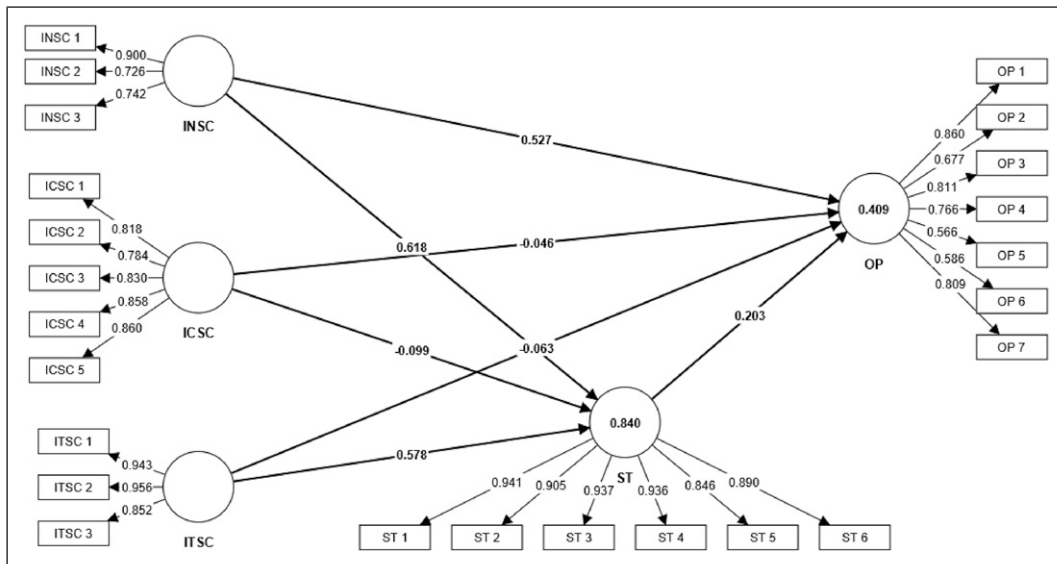 INSC 1
INSC 2
INSC 3
0.900
0.726
0.742
INSC
ICSC 1
ICSC 2
ICSC 3
ICSC 4
ICSC 5
0.818
0.784
0.830
0.858
0.860
ICSC
ITSC 1
ITSC 2
ITSC 3
0.943
0.956
0.852
ITSC
0.527
0.618
-0.046
-0.099
-0.063
0.578
0.203
0.840
ST
0.941
0.905
0.937
0.936
0.846
0.890
ST 1
ST 2
ST 3
ST 4
ST 5
ST 6
0.409
OP
0.860
0.677
0.811
0.766
0.566
0.586
0.809
OP 1
OP 2
OP 3
OP 4
OP 5
OP 6
OP 7